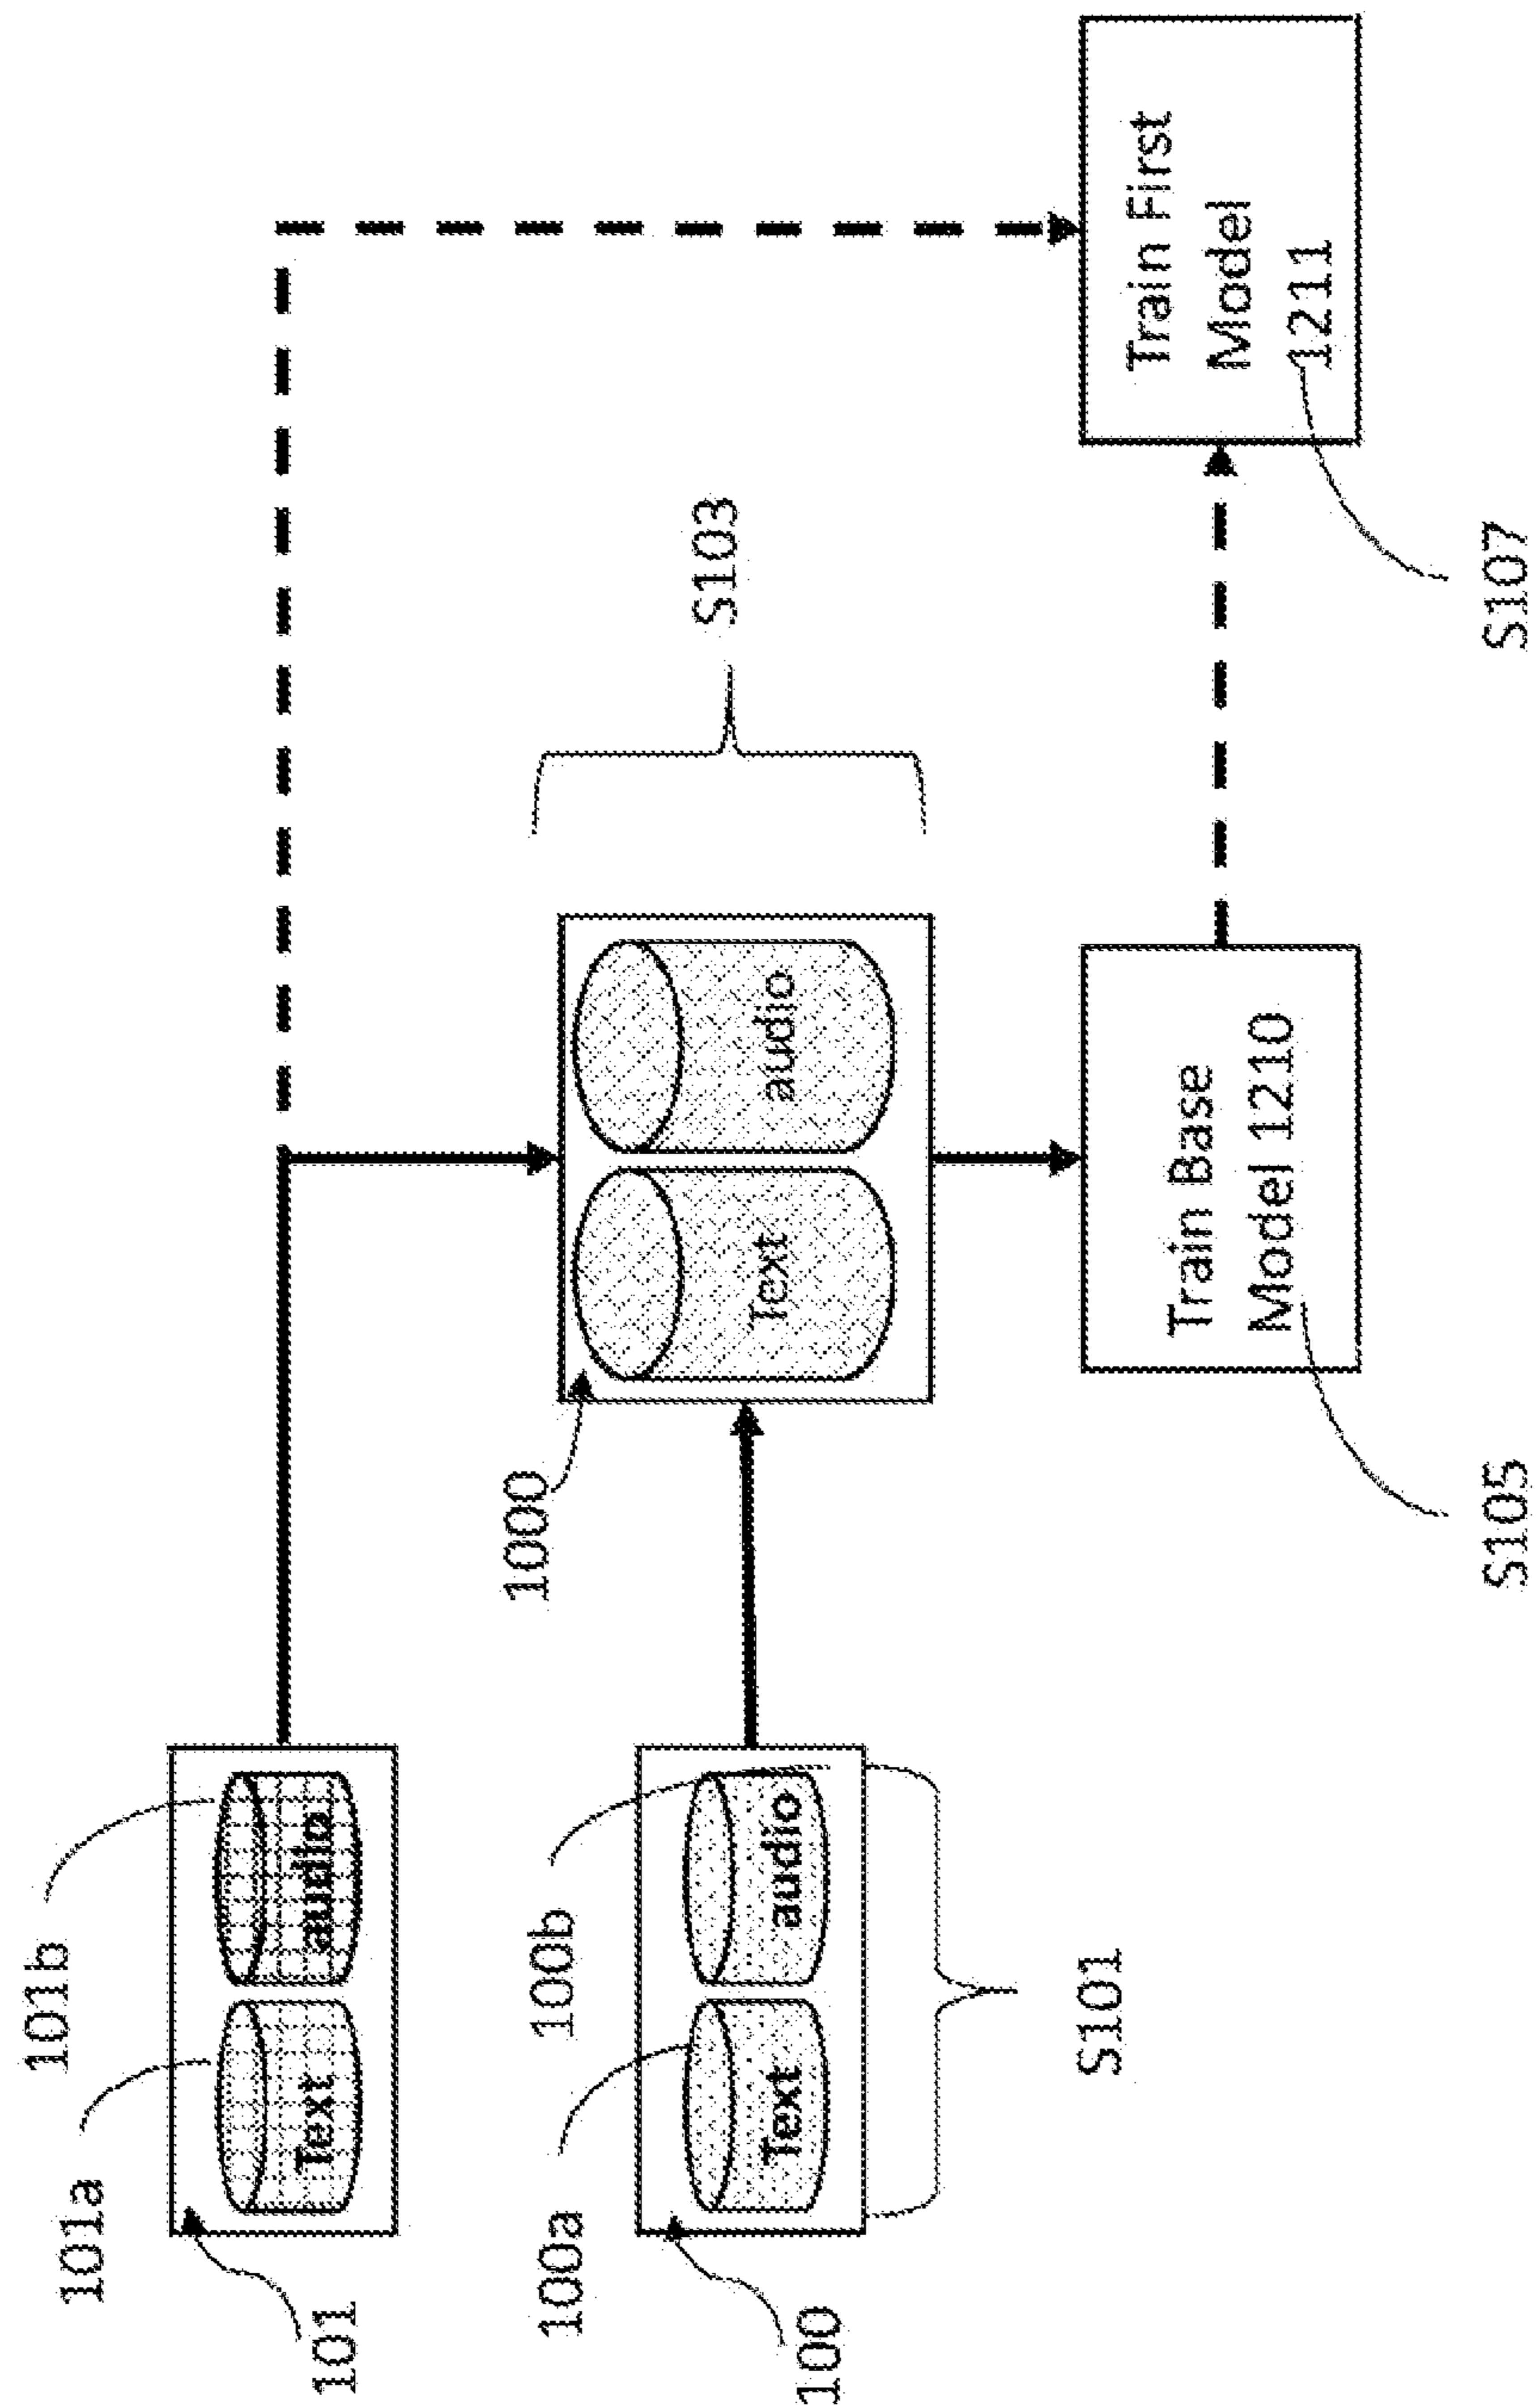 101a
101b
101
Text
audio
100a
100b
100
Text
audio
S101
1000
Text
audio
S103
Train Base
Model 1210
S105
Train First
Model
1211
S107